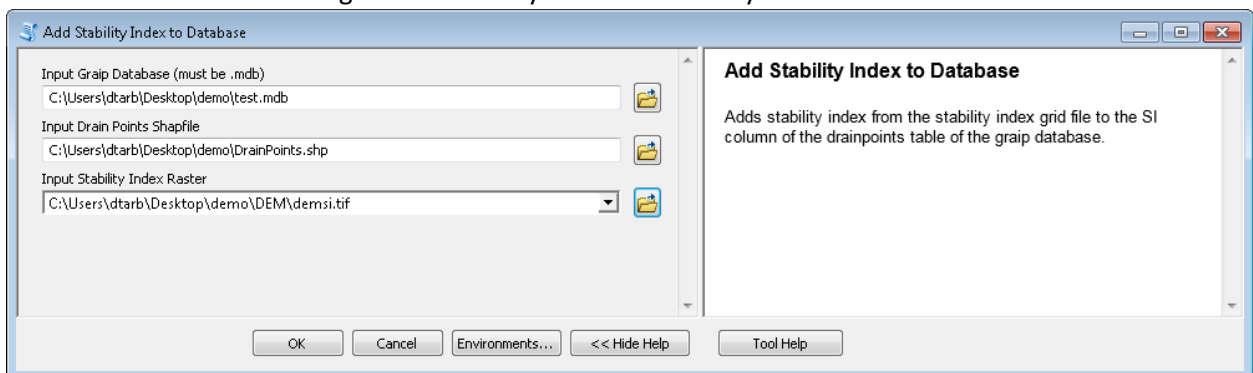 Add Stability Index to Database
Input Graip Database (must be .mdb)
C:\Users\dtarb\Desktop\demo\test.mdb
Input Drain Points Shapfile
C:\Users\dtarb\Desktop\demo\DrainPoints.shp
Input Stability Index Raster
C:\Users\dtarb\Desktop\demo\DEM\demsi.tif
Add Stability Index to Database
Adds stability index from the stability index grid file to the SI
column of the drainpoints table of the graip database.
OK
Cancel
Environments...
<< Hide Help
Tool Help